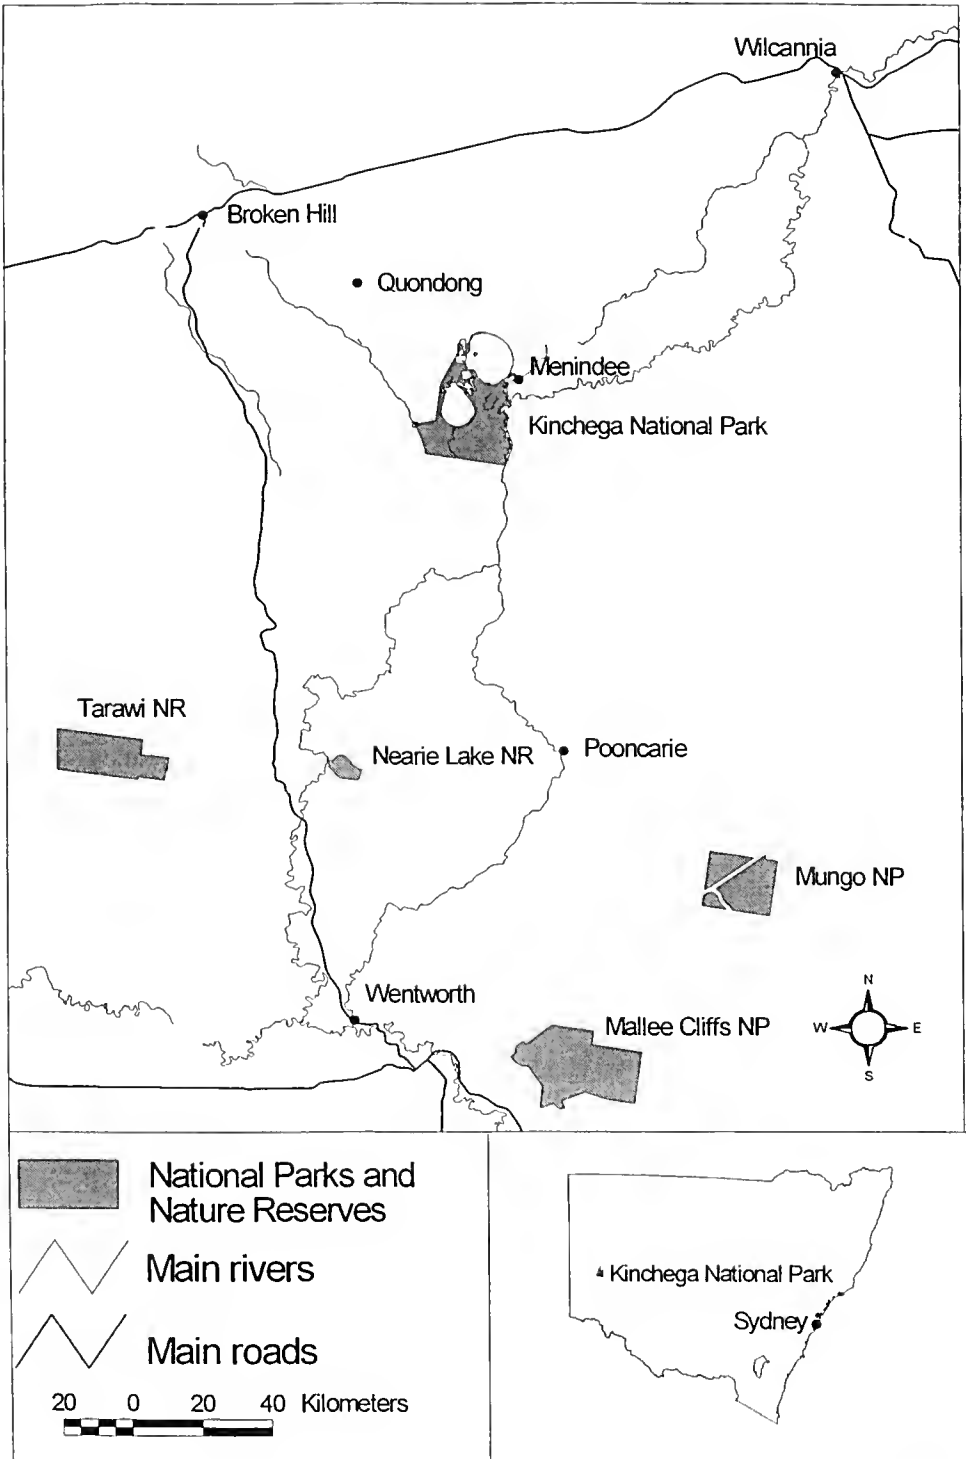 Wilcannia
Broken Hill
Quondong
Menindee
Kinchega National Park
Tarawi NR
Nearie Lake NR
Pooncarie
Mungo NP
Wentworth
Mallee Cliffs NP
N
W E
S
National Parks and
Nature Reserves
Main rivers
Main roads
20 0 20 40 Kilometers
Kinchega National Park
Sydney